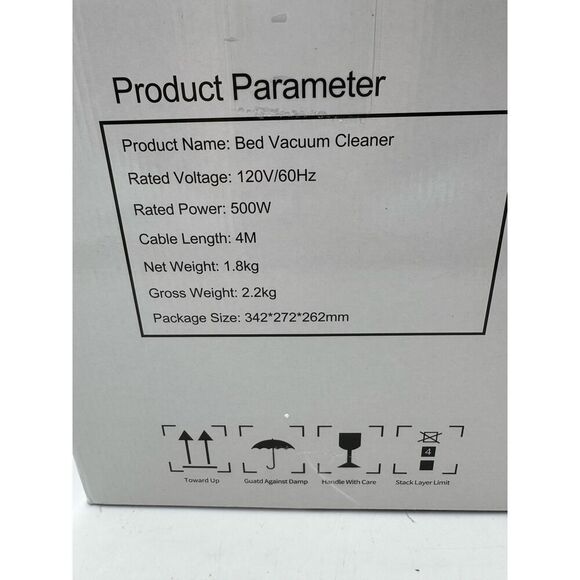 Product Parameter
Product Name: Bed Vacuum Cleaner
Rated Voltage: 120V/60Hz
Rated Power: 500W
Cable Length: 4M
Net Weight: 1.8kg
Gross Weight: 2.2kg
Package Size: 342*272*262mm
4
Toward Up Guatd Against Damp Handle With Care Stack Layer Limit